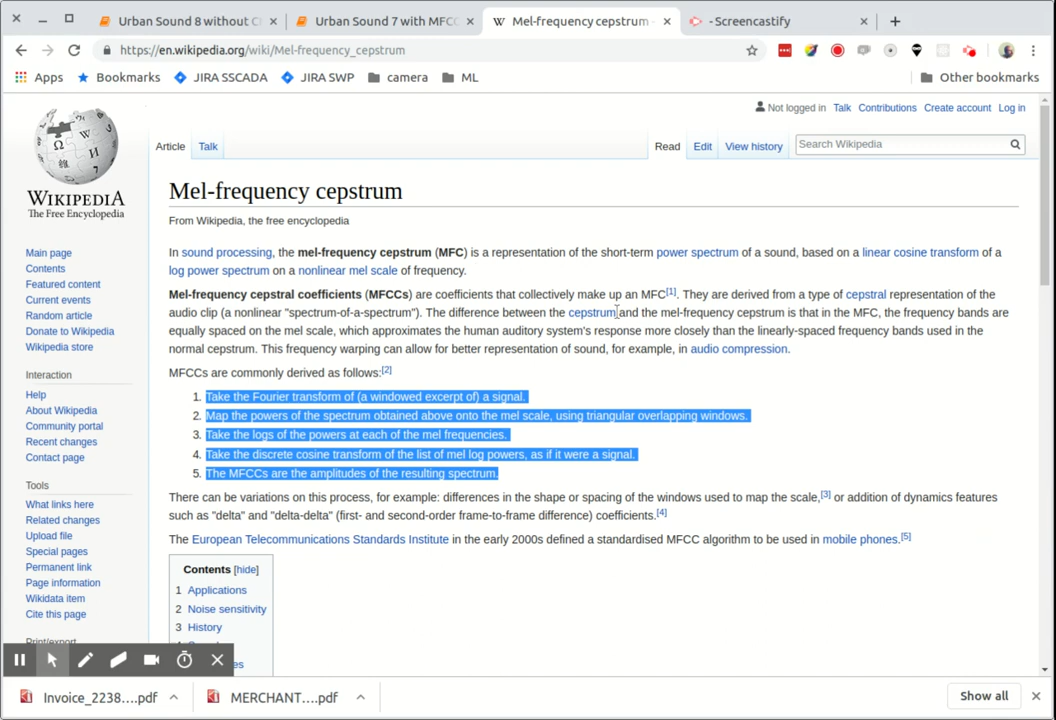 Urban Sound 8 without C
Urban Sound 7 with MFCC
W Mel-frequency cepstrum -
- Screencastify
https://en.wikipedia.org/wiki/Mel-frequency_cepstrum
Apps
Bookmarks
JIRA SSCADA
JIRA SWP
camera
ML
Other bookmarks
Not logged in Talk Contributions Create account Log in
Article Talk
Read Edit View history
Search Wikipedia
WIKIPEDIA
The Free Encyclopedia
Main page
Contents
Featured content
Current events
Random article
Donate to Wikipedia
Wikipedia store
Interaction
Help
About Wikipedia
Community portal
Recent changes
Contact page
Tools
What links here
Related changes
Upload file
Special pages
Permanent link
Page information
Wikidata item
Cite this page
Print/export
Mel-frequency cepstrum
From Wikipedia, the free encyclopedia
In sound processing, the mel-frequency cepstrum (MFC) is a representation of the short-term power spectrum of a sound, based on a linear cosine transform of a
log power spectrum on a nonlinear mel scale of frequency.
Mel-frequency cepstral coefficients (MFCCs) are coefficients that collectively make up an MFC[1]. They are derived from a type of cepstral representation of the
audio clip (a nonlinear "spectrum-of-a-spectrum"). The difference between the cepstrum and the mel-frequency cepstrum is that in the MFC, the frequency bands are
equally spaced on the mel scale, which approximates the human auditory system's response more closely than the linearly-spaced frequency bands used in the
normal cepstrum. This frequency warping can allow for better representation of sound, for example, in audio compression.
MFCCs are commonly derived as follows:[2]
1. Take the Fourier transform of (a windowed excerpt of) a signal.
2. Map the powers of the spectrum obtained above onto the mel scale, using triangular overlapping windows.
3. Take the logs of the powers at each of the mel frequencies.
4. Take the discrete cosine transform of the list of mel log powers, as if it were a signal.
5. The MFCCs are the amplitudes of the resulting spectrum.
There can be variations on this process, for example: differences in the shape or spacing of the windows used to map the scale,[3] or addition of dynamics features
such as "delta" and "delta-delta" (first- and second-order frame-to-frame difference) coefficients.[4]
The European Telecommunications Standards Institute in the early 2000s defined a standardised MFCC algorithm to be used in mobile phones.[5]
Contents [hide]
1 Applications
2 Noise sensitivity
3 History
Invoice_2238....pdf
MERCHANT....pdf
Show all